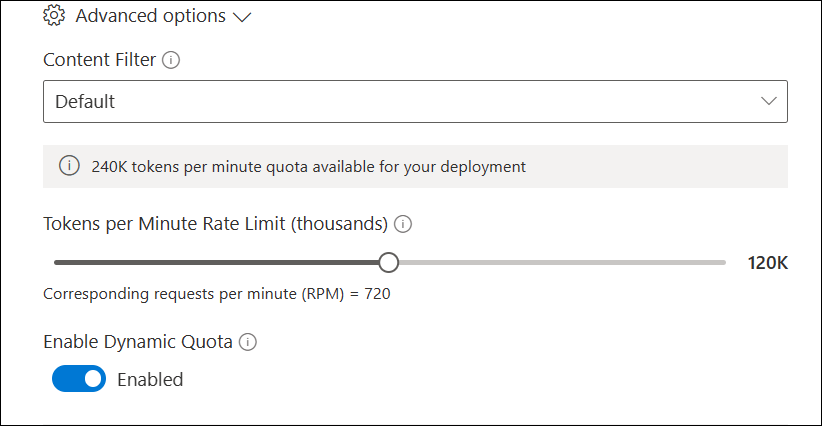 Advanced options
Content Filter
Default
240K tokens per minute quota available for your deployment
Tokens per Minute Rate Limit (thousands)
120K
Corresponding requests per minute (RPM) = 720
Enable Dynamic Quota
Enabled